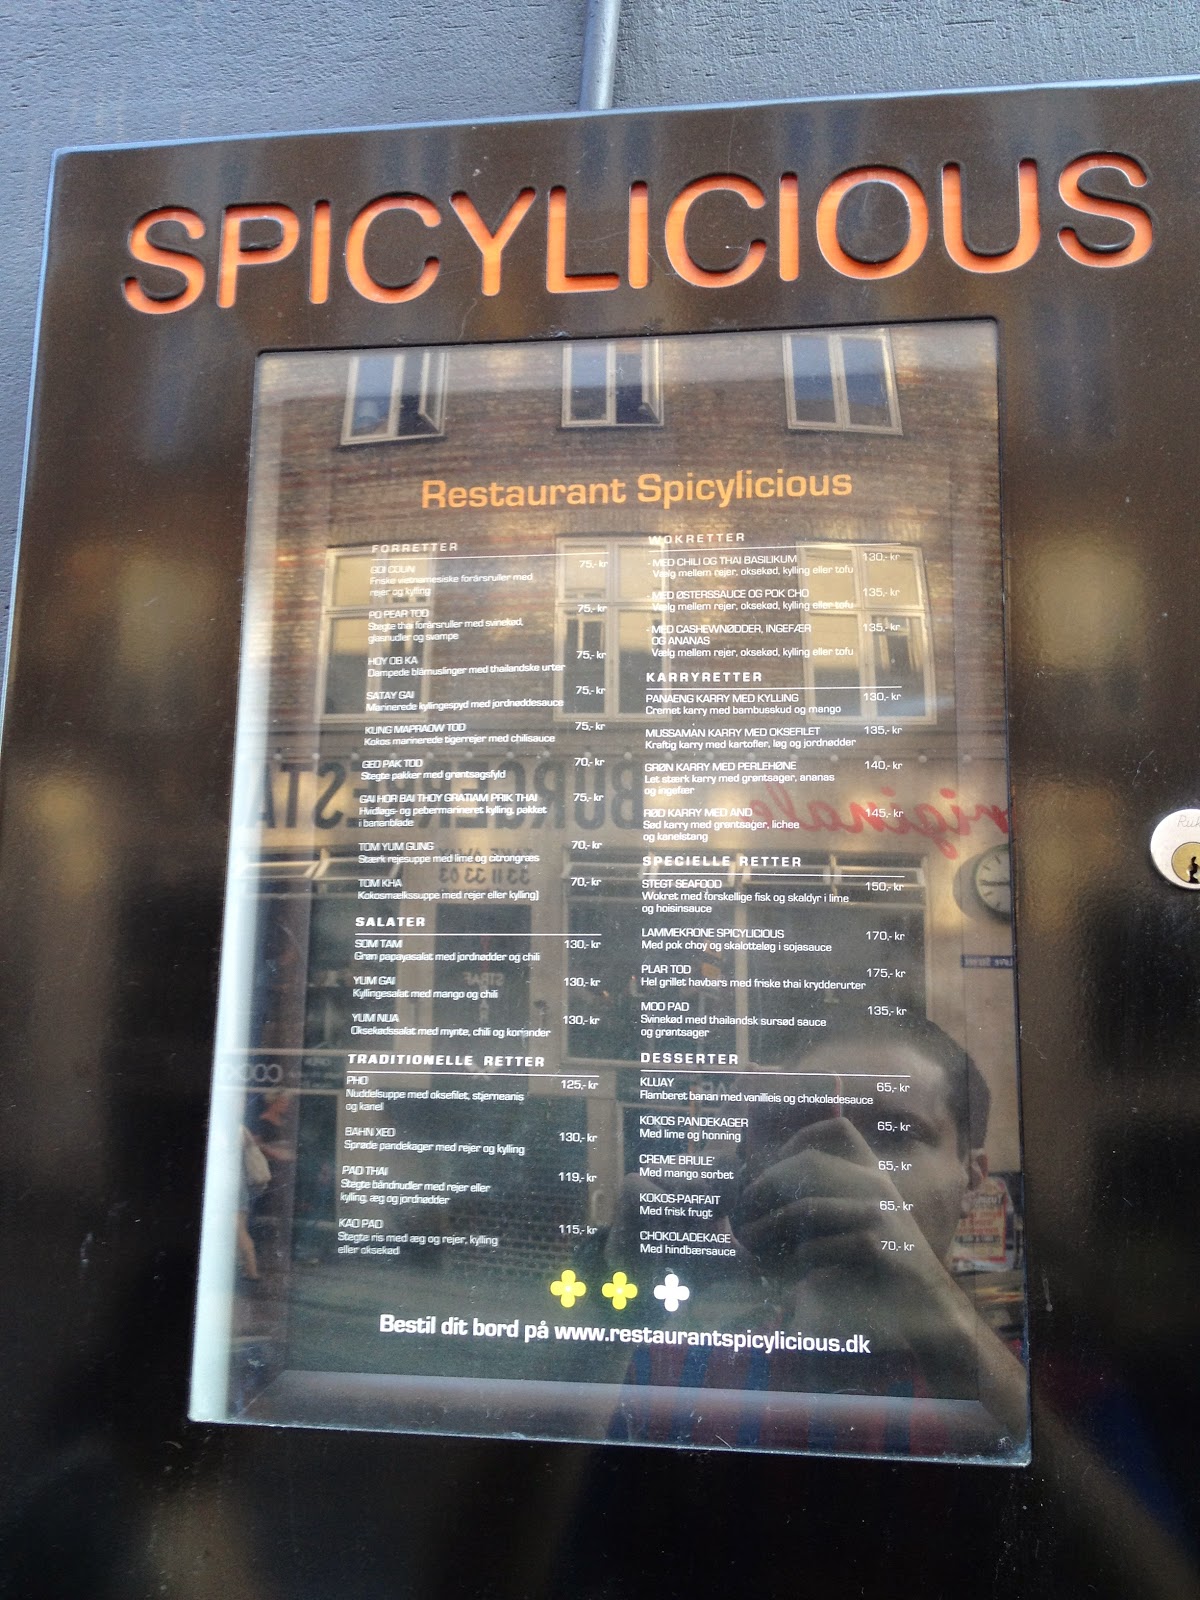 SPICYLICIOUS
Restaurant Spicylicious
FORRETTER
GOI COUN 75,- kr
Friske vietnamesiske forårsruller med
rejer og kylling
PO PEAR TOD 75,- kr
Stegte thai forårsruller med svinekød,
glasnudler og svampe
HOY OB KA 75,- kr
Dampede blåmuslinger med thailandske urter
SATAY GAI 75,- kr
Marinerede kyllingespyd med jordnøddesauce
KUNG MAPRAOW TOD 75,- kr
Kokos marinerede tigerrejer med chilisauce
GEO PAK TOD 70,- kr
Stegte pakker med grøntsagsfyld
GAI HOR BAI THOY GRATIAM PRIK THAI 75,- kr
Hvidløgs- og pebermarineret kylling, pakket
i bananblade
TOM YUM GUNG 70,- kr
Stærk rejesuppe med lime og citrongræs
TOM KHA 70,- kr
Kokosmælkssuppe med rejer eller kylling)
SALATER
SOM TAM 130,- kr
Grøn papayasalat med jordnødder og chili
YUM GAI 130,- kr
Kyllingesalat med mango og chili
YUM NUA 130,- kr
Oksekødssalat med mynte, chili og koriander
TRADITIONELLE RETTER
PHO 125,- kr
Nuddelsuppe med oksefilet, stjerneanis
og kanel
BAHN XEO 130,- kr
Sprøde pandekager med rejer og kylling
PAD THAI 119,- kr
Stegte båndnudler med rejer eller
kylling, æg og jordnødder
KAO PAD 115,- kr
Stegte ris med æg og rejer, kylling
eller oksekød
WOKRETTER
- MED CHILI OG THAI BASILIKUM 130,- kr
Vælg mellem rejer, oksekød, kylling eller tofu
- MED ØSTERSSAUCE OG POK CHO 135,- kr
Vælg mellem rejer, oksekød, kylling eller tofu
- MED CASHEWNØDDER, INGEFÆR 135,- kr
OG ANANAS
Vælg mellem rejer, oksekød, kylling eller tofu
KARRYRETTER
PANAENG KARRY MED KYLLING 130,- kr
Cremet karry med bambusskud og mango
MUSSAMAN KARRY MED OKSEFILET 135,- kr
Kraftig karry med kartofler, løg og jordnødder
GRØN KARRY MED PERLEHØNE 140,- kr
Let stærk karry med grøntsager, ananas
og ingefær
RØD KARRY MED AND 145,- kr
Sød karry med grøntsager, lichee
og kanelstang
SPECIELLE RETTER
STEGT SEAFOOD 150,- kr
Wokret med forskellige fisk og skaldyr i lime
og hoisinsauce
LAMMEKRONE SPICYLICIOUS 170,- kr
Med pok choy og skalotteløg i sojasauce
PLAR TOD 175,- kr
Hel grillet havbars med friske thai krydderurter
MOO PAD 135,- kr
Svinekød med thailandsk sursød sauce
og grøntsager
DESSERTER
KLUAY 65,- kr
Flamberet banan med vanillieis og chokoladesauce
KOKOS PANDEKAGER 65,- kr
Med lime og honning
CREME BRULE' 65,- kr
Med mango sorbet
KOKOS-PARFAIT 65,- kr
Med frisk frugt
CHOKOLADEKAGE 70,- kr
Med hindbærsauce
Bestil dit bord på www.restaurantspicylicious.dk